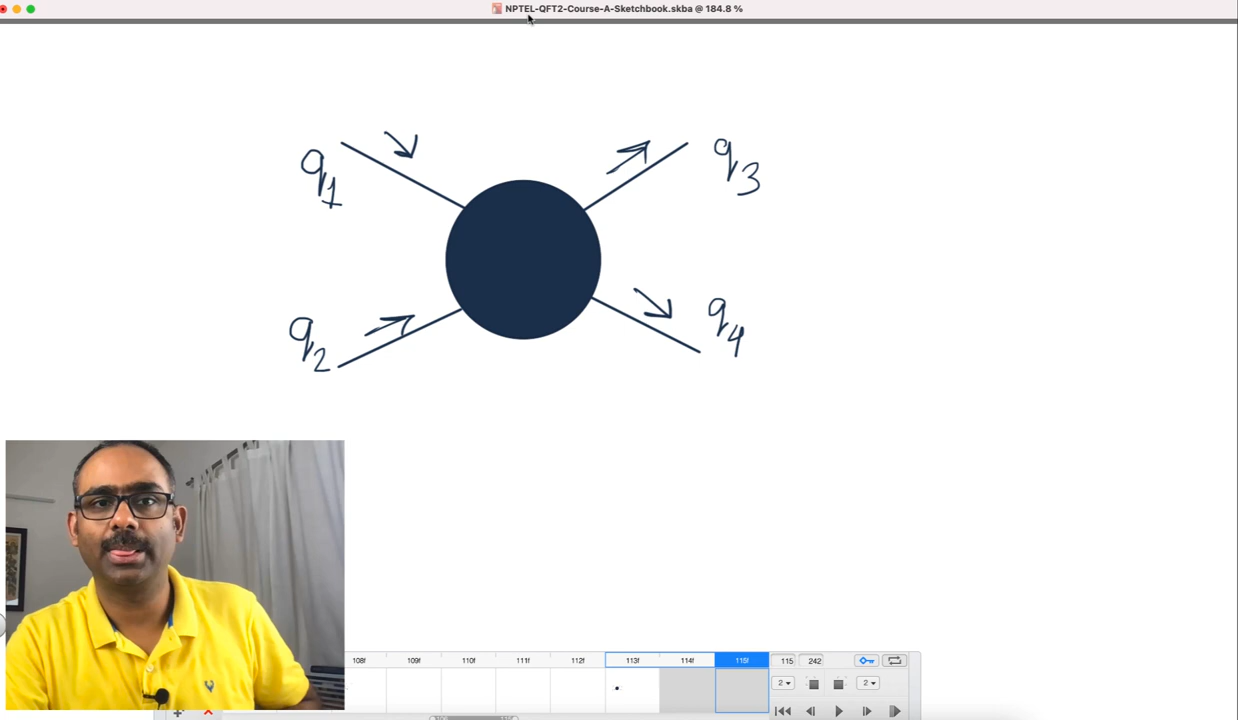 NPTEL-QFT2-Course-A-Sketchbook.skba @ 184.8 %
q1
q3
q2
q4
108f 109f 110f 111f 112f 113f 114f 115f 115 242
2 2